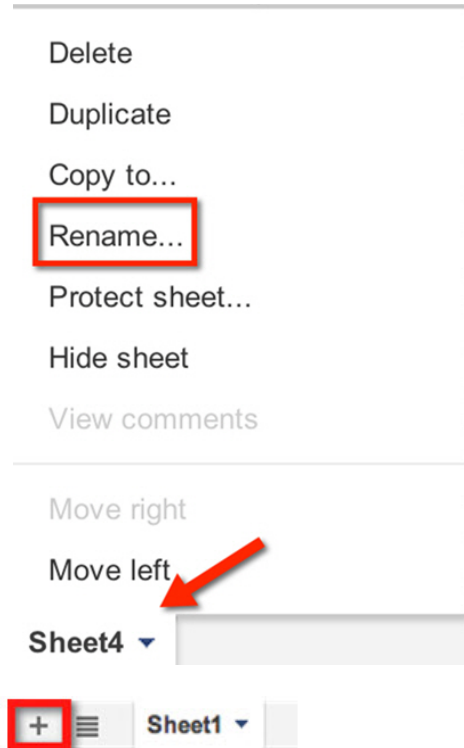 Delete
Duplicate
Copy to...
Rename...
Protect sheet...
Hide sheet
View comments
Move right
Move left
Sheet4
+ Sheet1